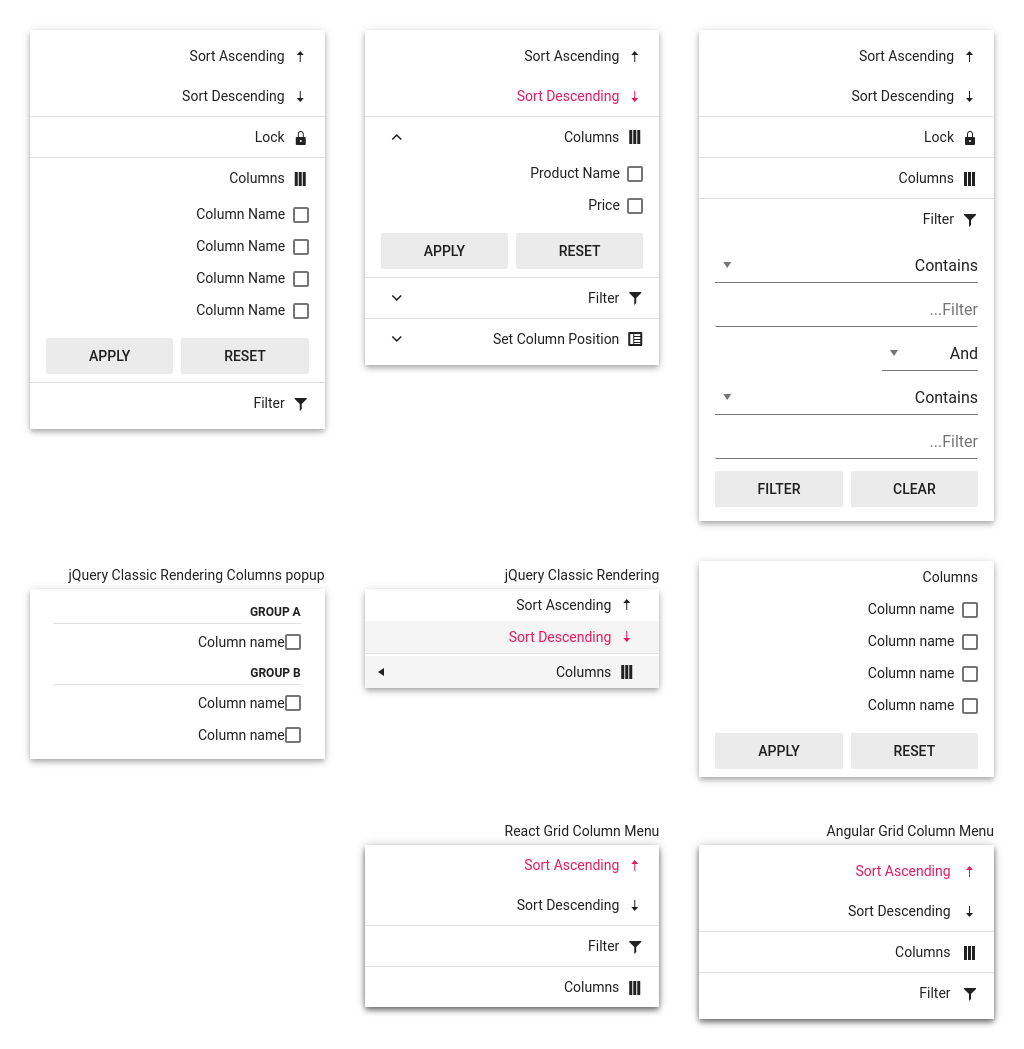 Sort Ascending
Sort Descending
Lock
Columns
Column Name
Column Name
Column Name
Column Name
APPLY RESET
Filter
Sort Ascending
Sort Descending
Columns
Product Name
Price
APPLY RESET
Filter
Set Column Position
Sort Ascending
Sort Descending
Lock
Columns
Filter
Contains
...Filter
And
Contains
...Filter
FILTER CLEAR
jQuery Classic Rendering Columns popup
GROUP A
Column name
GROUP B
Column name
Column name
jQuery Classic Rendering
Sort Ascending
Sort Descending
Columns
Columns
Column name
Column name
Column name
Column name
APPLY RESET
React Grid Column Menu
Sort Ascending
Sort Descending
Filter
Columns
Angular Grid Column Menu
Sort Ascending
Sort Descending
Columns
Filter